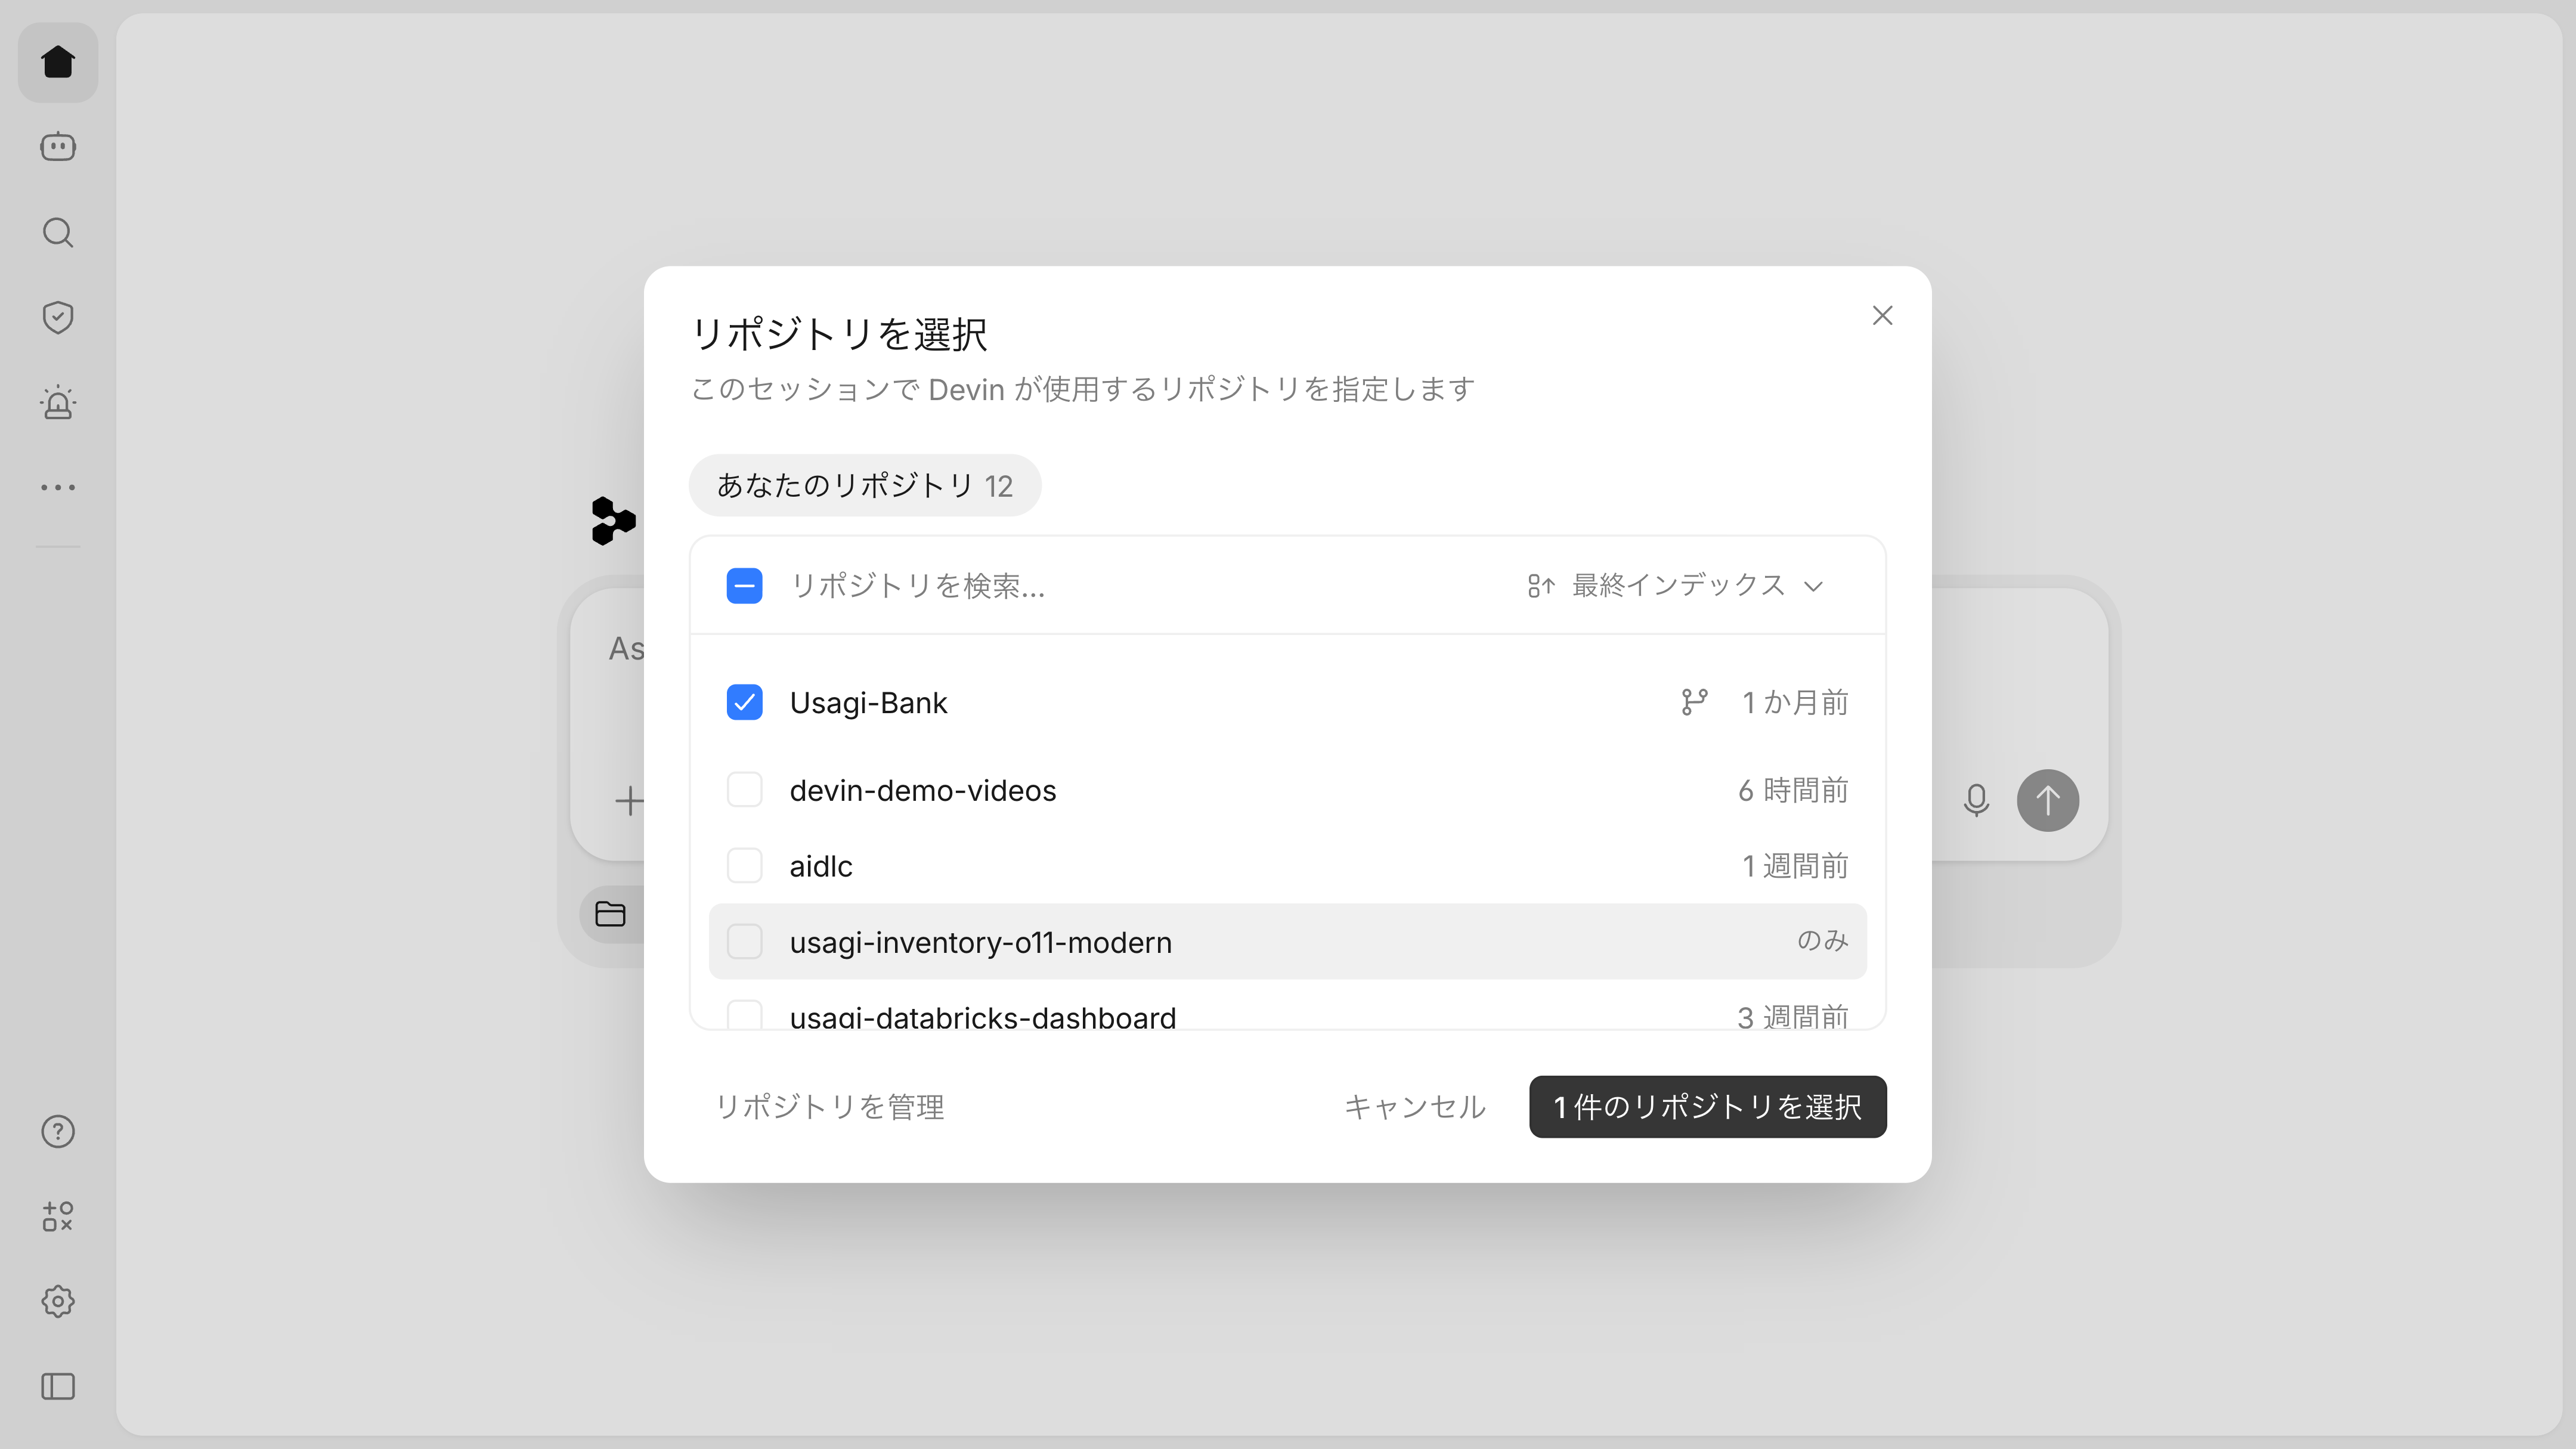 リポジトリを選択
このセッションで Devin が使用するリポジトリを指定します
あなたのリポジトリ 12
リポジトリを検索...
最終インデックス
Usagi-Bank
1 か月前
devin-demo-videos
6 時間前
aidlc
1 週間前
usagi-inventory-o11-modern
のみ
usagi-databricks-dashboard
3 週間前
As
リポジトリを管理
キャンセル
1 件のリポジトリを選択